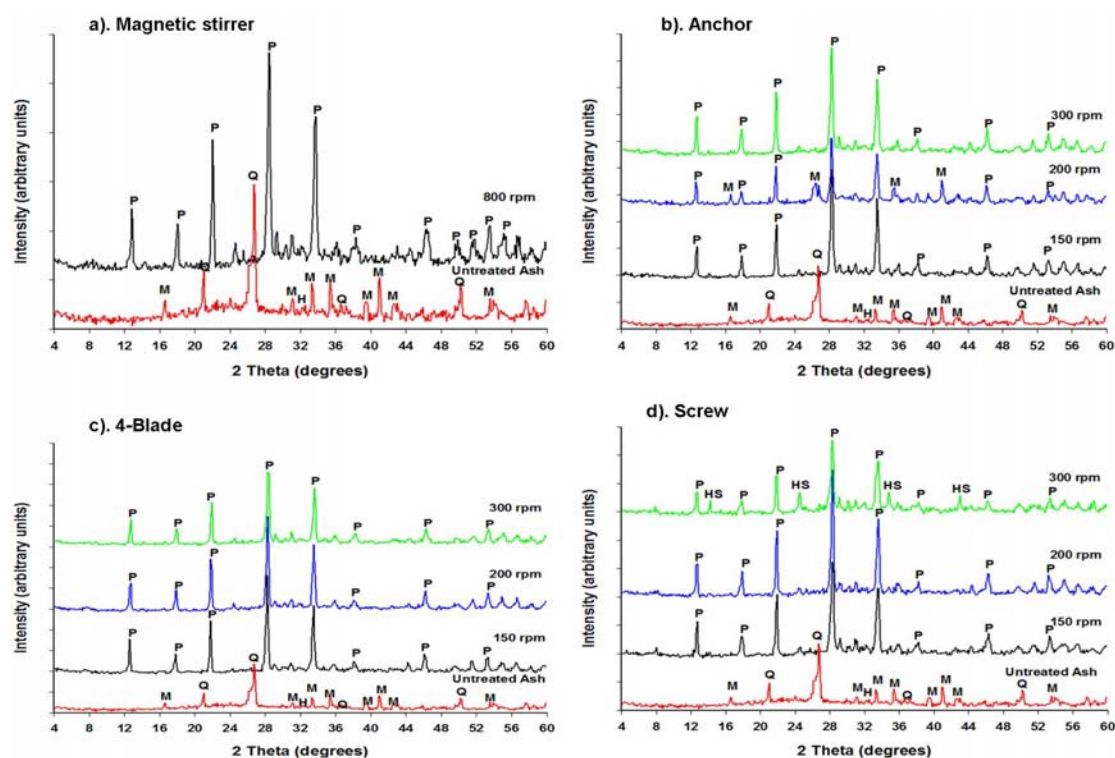 a). Magnetic stirrer
Intensity (arbitrary units)
P
P
P
P
P
P
P
P
P
P
800 rpm
Q
Q
Untreated Ash
M
M
H
M
M
Q
M
M
M
Q
M
4 8 12 16 20 24 28 32 36 40 44 48 52 56 60
2 Theta (degrees)
b). Anchor
Intensity (arbitrary units)
P
P
P
P
P
P
P
P
300 rpm
P
M
P
P
M
M
M
P
P
200 rpm
P
P
P
P
P
P
150 rpm
Q
Q
Untreated Ash
M
M
H
M
M
Q
M
M
M
Q
M
4 8 12 16 20 24 28 32 36 40 44 48 52 56 60
2 Theta (degrees)
c). 4-Blade
Intensity (arbitrary units)
P
P
P
P
P
P
P
P
300 rpm
P
P
P
P
P
P
200 rpm
P
P
P
P
P
P
150 rpm
Q
Q
Untreated Ash
M
M
H
M
M
Q
M
M
M
Q
M
4 8 12 16 20 24 28 32 36 40 44 48 52 56 60
2 Theta (degrees)
d). Screw
Intensity (arbitrary units)
P
HS
P
P
HS
P
P
HS
P
HS
P
P
300 rpm
P
P
P
P
P
P
200 rpm
P
P
P
P
P
P
150 rpm
Q
Q
Untreated Ash
M
M
H
M
M
Q
M
M
M
Q
M
4 8 12 16 20 24 28 32 36 40 44 48 52 56 60
2 Theta (degrees)